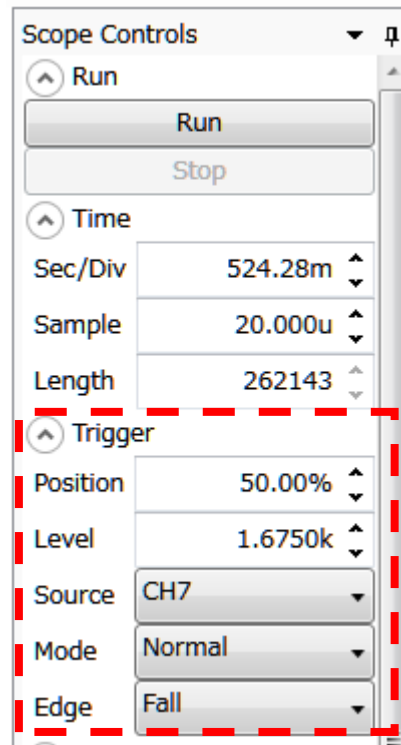 Scope Controls
Run
Run
Stop
Time
Sec/Div 524.28m
Sample 20.000u
Length 262143
Trigger
Position 50.00%
Level 1.6750k
Source CH7
Mode Normal
Edge Fall